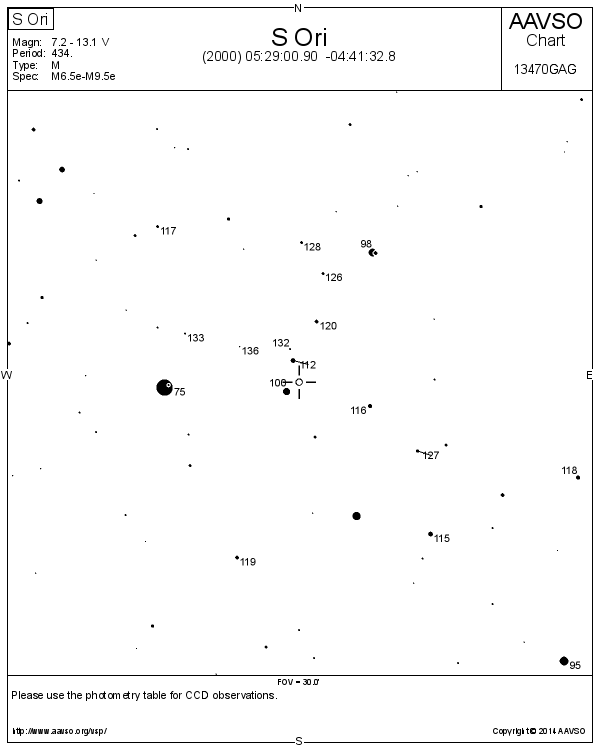 N
S Ori
Magn: 7.2 - 13.1 V
Period: 434.
Type: M
Spec: M6.5e-M9.5e
S Ori
(2000) 05:29:00.90 -04:41:32.8
AAVSO
Chart
13470GAG
117
128
98
126
120
133
132
136
112
W
E
75
100
116
127
118
115
119
95
FOV = 30.0'
Please use the photometry table for CCD observations.
http://www.aavso.org/vsp/
Copyright © 2014 AAVSO
S